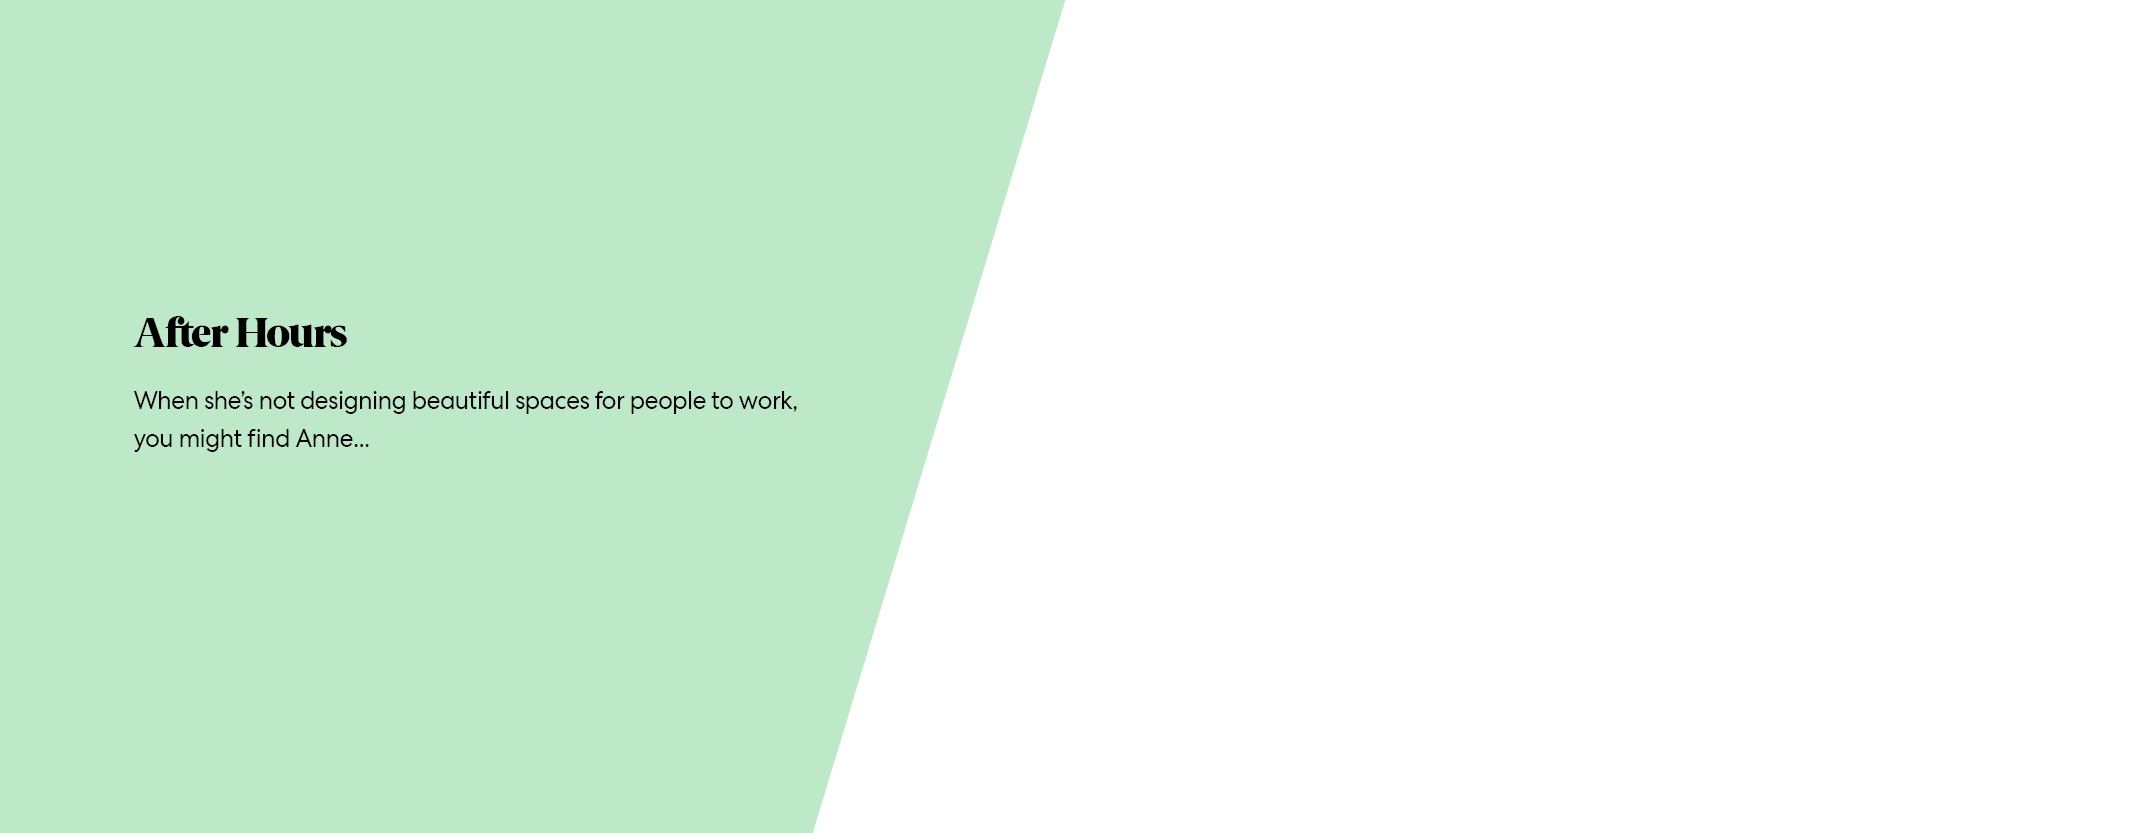 After Hours
When she’s not designing beautiful spaces for people to work,
you might find Anne...